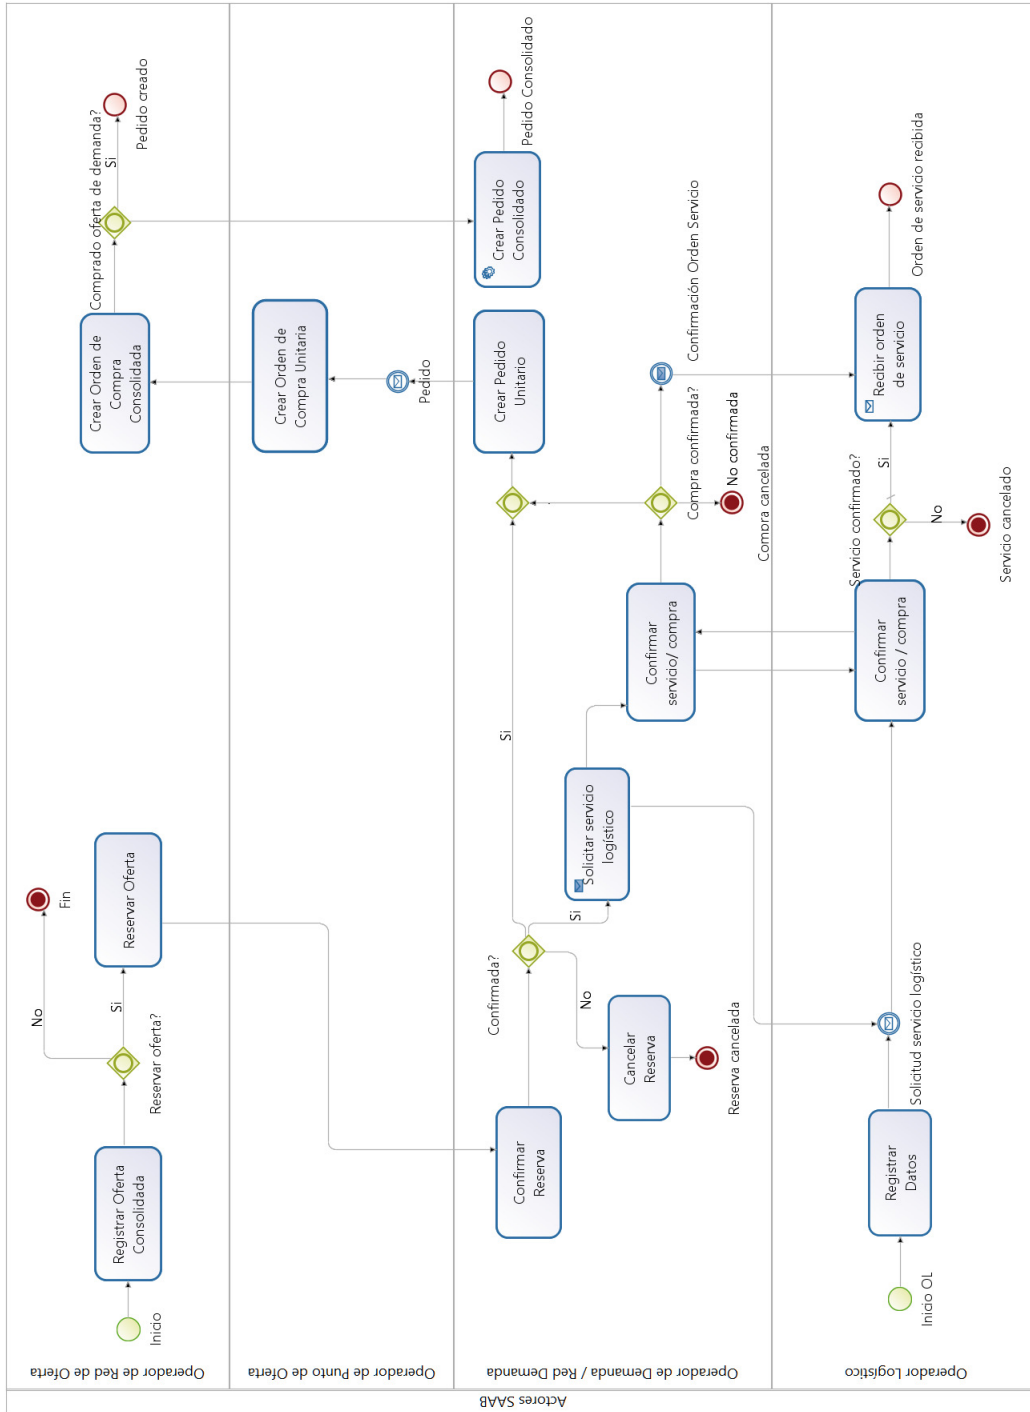 Actores SAAB
Operador de Red de Oferta
Inicio
Registrar Oferta
Consolidada
Reservar oferta?
No
Fin
Si
Reservar Oferta
Crear Orden de
Compra
Consolidada
Comprado oferta de demanda?
Si
Pedido creado
Operador de Punto de Oferta
Crear Orden de
Compra Unitaria
Pedido
Operador de Demanda / Red Demanda
Confirmar
Reserva
Confirmada?
No
Cancelar
Reserva
Reserva cancelada
Si
Si
Solicitar servicio
logístico
Confirmar
servicio/ compra
Compra confirmada?
No confirmada
Compra cancelada
Confirmación Orden Servicio
Crear Pedido
Unitario
Crear Pedido
Consolidado
Pedido Consolidado
Operador Logístico
Inicio OL
Registrar
Datos
Solicitud servicio logístico
Confirmar
servicio / compra
Servicio confirmado?
No
Servicio cancelado
Si
Recibir orden
de servicio
Orden de servicio recibida